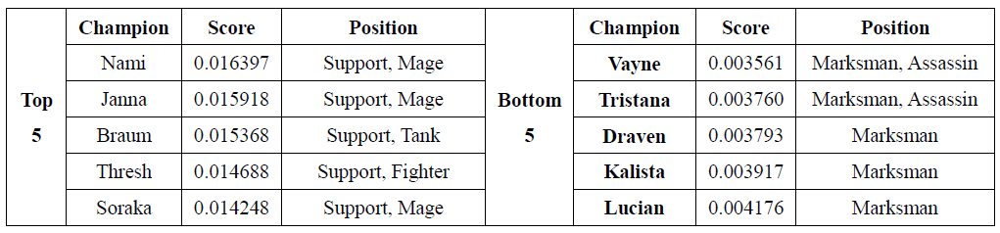 Champion Score Position Champion Score Position
Nami 0.016397 Support, Mage Vayne 0.003561 Marksman, Assassin
Top Janna 0.015918 Support, Mage Bottom Tristana 0.003760 Marksman, Assassin
5 Braum 0.015368 Support, Tank 5 Draven 0.003793 Marksman
Thresh 0.014688 Support, Fighter Kalista 0.003917 Marksman
Soraka 0.014248 Support, Mage Lucian 0.004176 Marksman